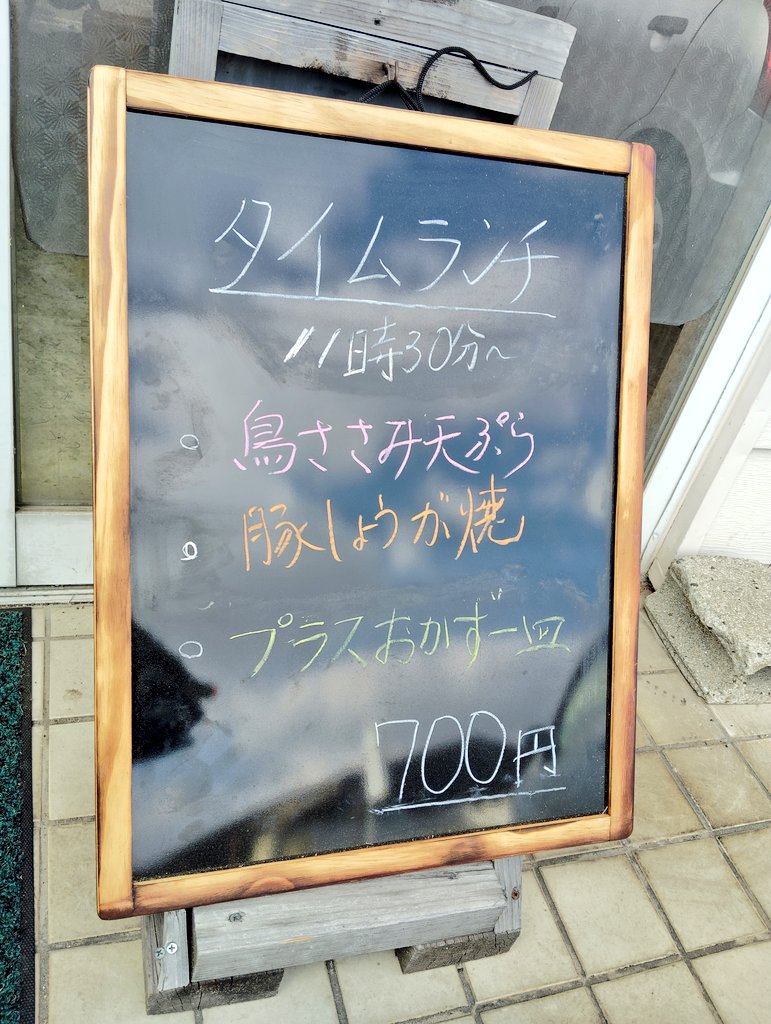 タイムランチ
11時30分〜
○ 鳥ささみ天ぷら
○ 豚しょうが焼
○ プラスおかず一皿
700円